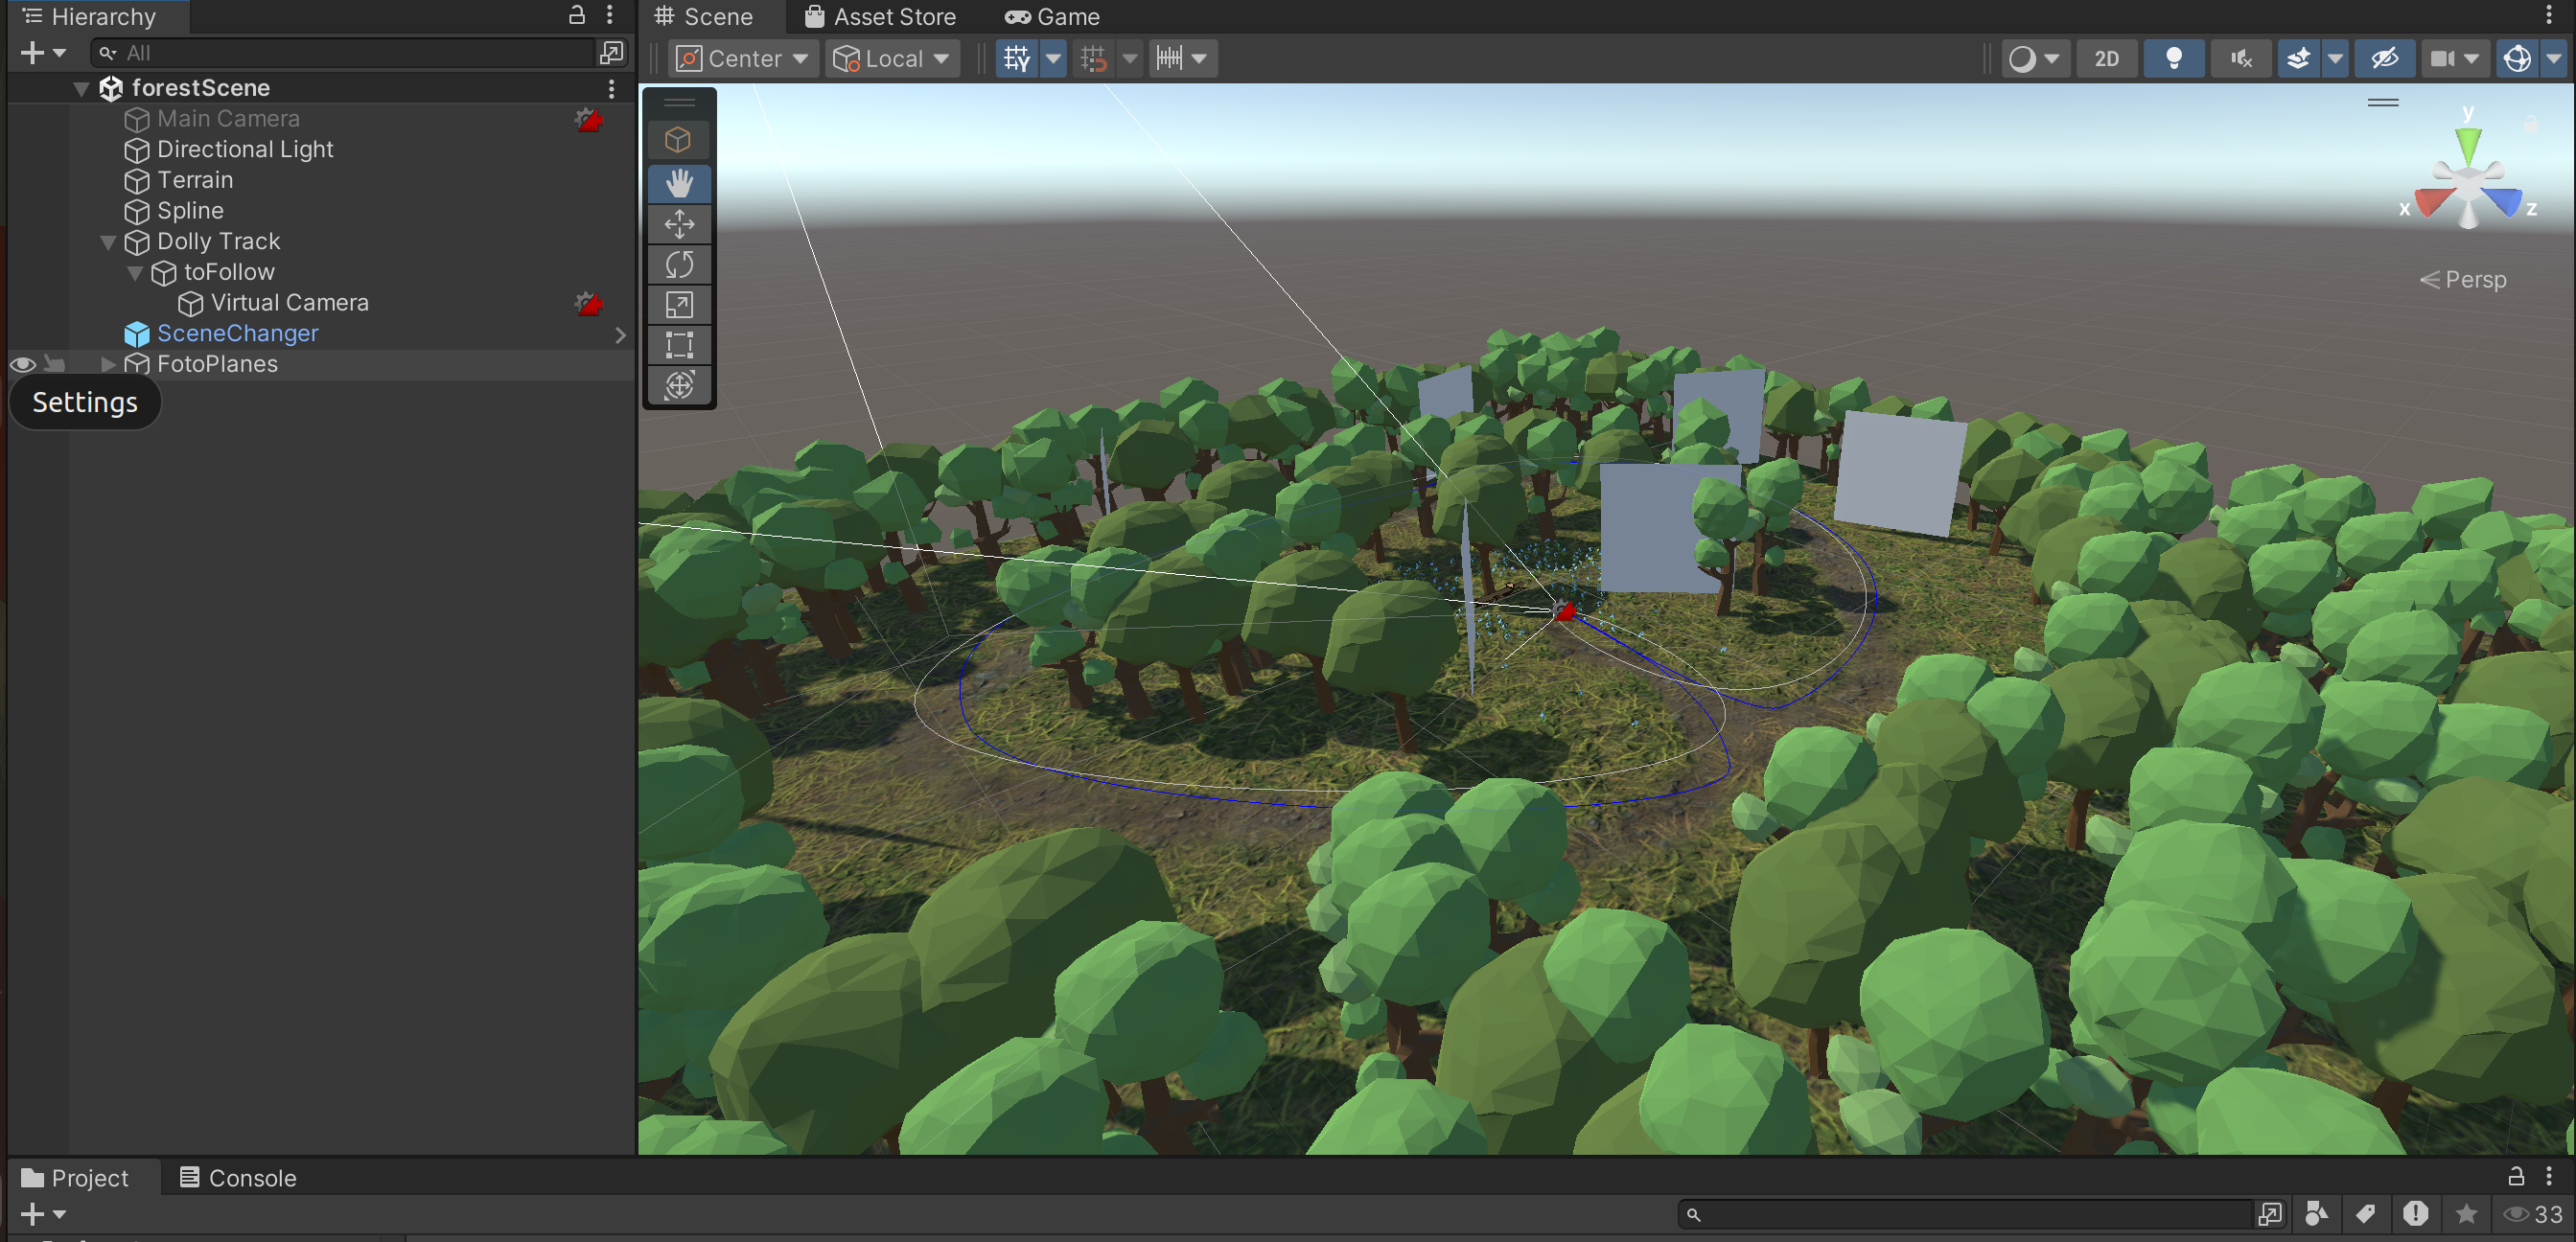 Hierarchy
All
forestScene
Main Camera
Directional Light
Terrain
Spline
Dolly Track
toFollow
Virtual Camera
SceneChanger
FotoPlanes
Settings
Scene
Asset Store
Game
Center
Local
2D
y
x
z
Persp
Project
Console
33